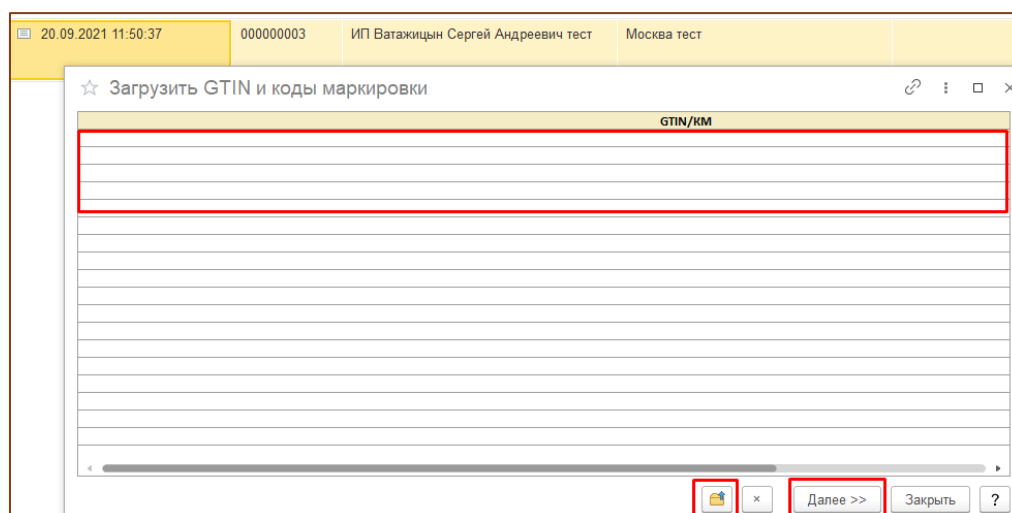 20.09.2021 11:50:37 000000003 ИП Ватажицын Сергей Андреевич тест Москва тест
Загрузить GTIN и коды маркировки
GTIN/КМ
Далее >> Закрыть ?